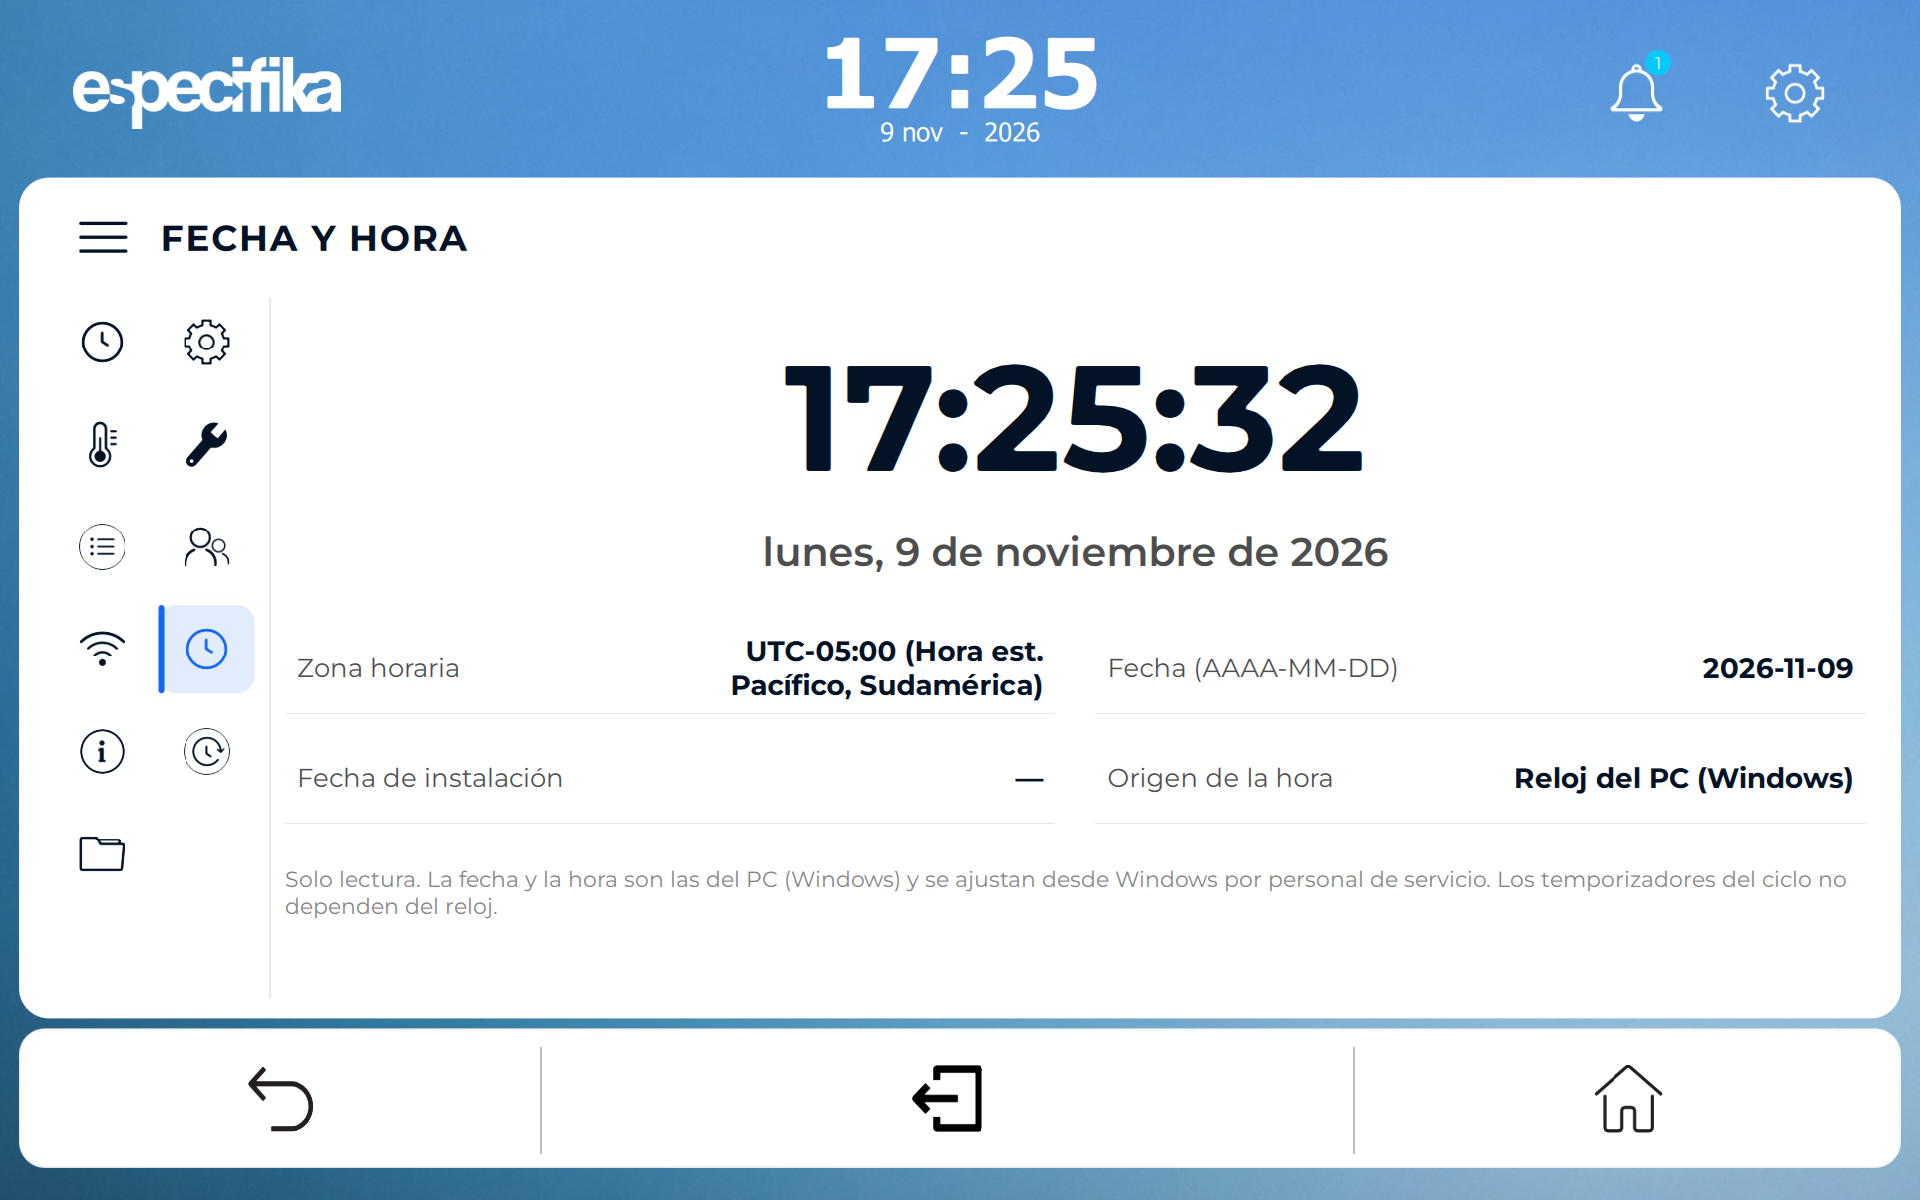 especifika
17:25
9 nov - 2026
1
FECHA Y HORA
17:25:32
lunes, 9 de noviembre de 2026
Zona horaria
UTC-05:00 (Hora est.
Pacífico, Sudamérica)
Fecha (AAAA-MM-DD)
2026-11-09
Fecha de instalación
—
Origen de la hora
Reloj del PC (Windows)
Solo lectura. La fecha y la hora son las del PC (Windows) y se ajustan desde Windows por personal de servicio. Los temporizadores del ciclo no
dependen del reloj.